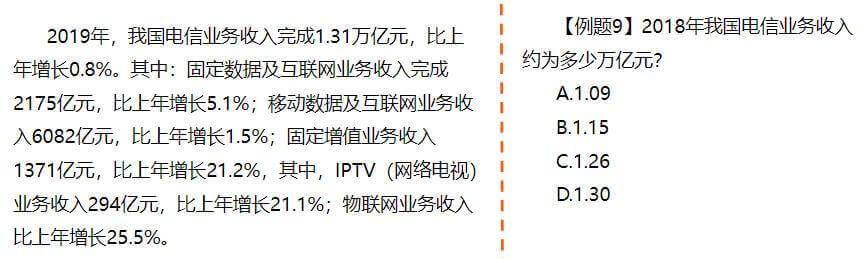 2019年，我国电信业务收入完成1.31万亿元，比上
年增长0.8%。其中：固定数据及互联网业务收入完成
2175亿元，比上年增长5.1%；移动数据及互联网业务收
入6082亿元，比上年增长1.5%；固定增值业务收入
1371亿元，比上年增长21.2%，其中，IPTV（网络电视）
业务收入294亿元，比上年增长21.1%；物联网业务收入
比上年增长25.5%。
【例题9】2018年我国电信业务收入
约为多少万亿元？
A.1.09
B.1.15
C.1.26
D.1.30